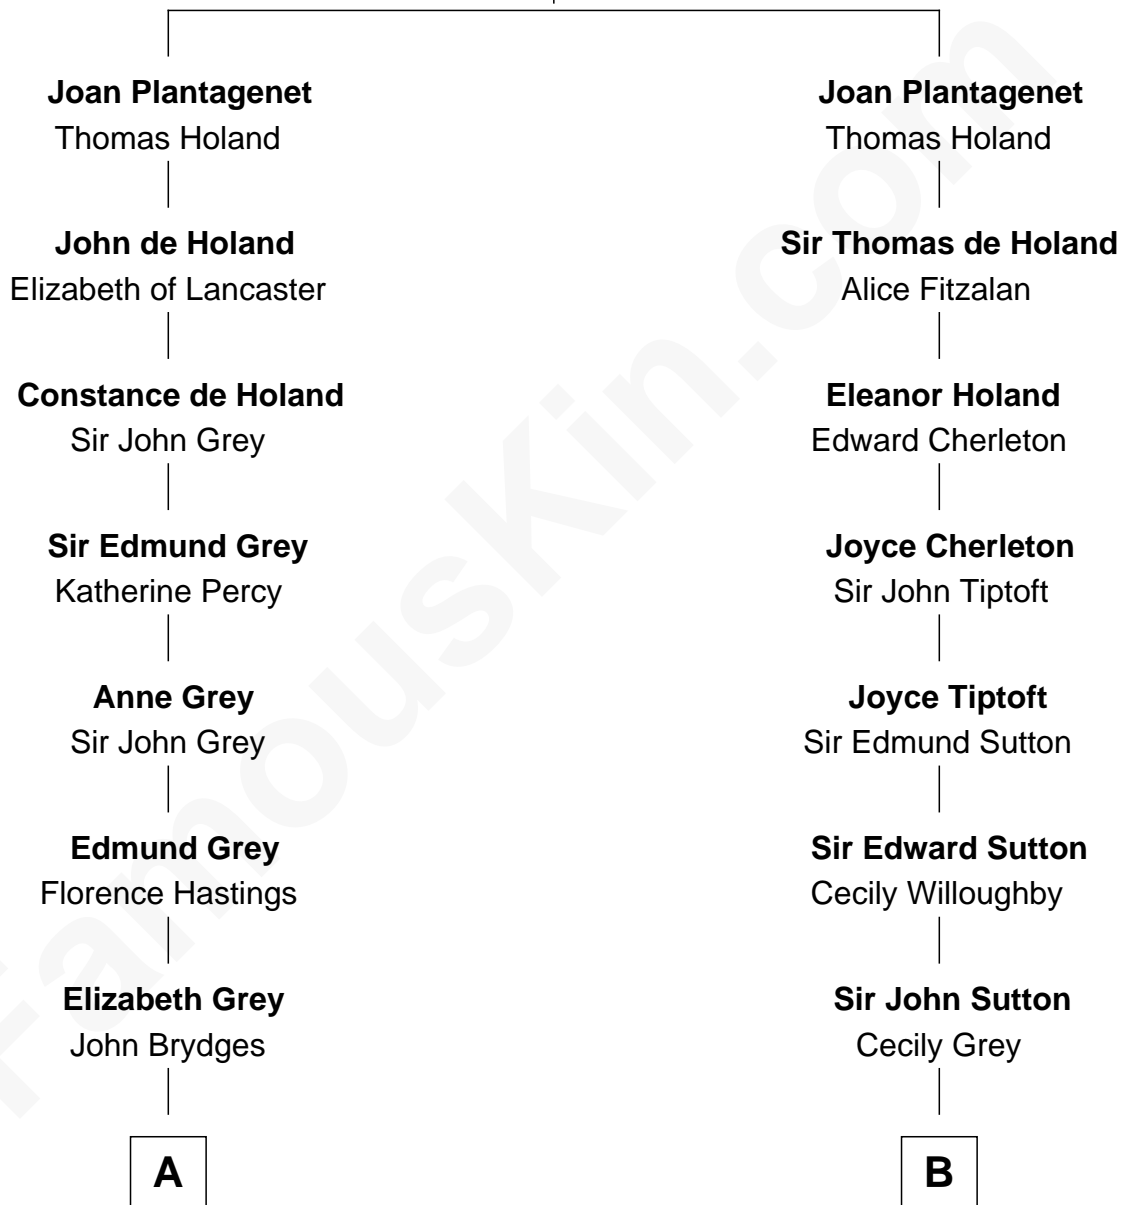 Joan Plantagenet
Thomas Holand
John de Holand
Elizabeth of Lancaster
Constance de Holand
Sir John Grey
Sir Edmund Grey
Katherine Percy
Anne Grey
Sir John Grey
Edmund Grey
Florence Hastings
Elizabeth Grey
John Brydges
A
Joan Plantagenet
Thomas Holand
Sir Thomas de Holand
Alice Fitzalan
Eleanor Holand
Edward Cherleton
Joyce Cherleton
Sir John Tiptoft
Joyce Tiptoft
Sir Edmund Sutton
Sir Edward Sutton
Cecily Willoughby
Sir John Sutton
Cecily Grey
B
FamousKin.com